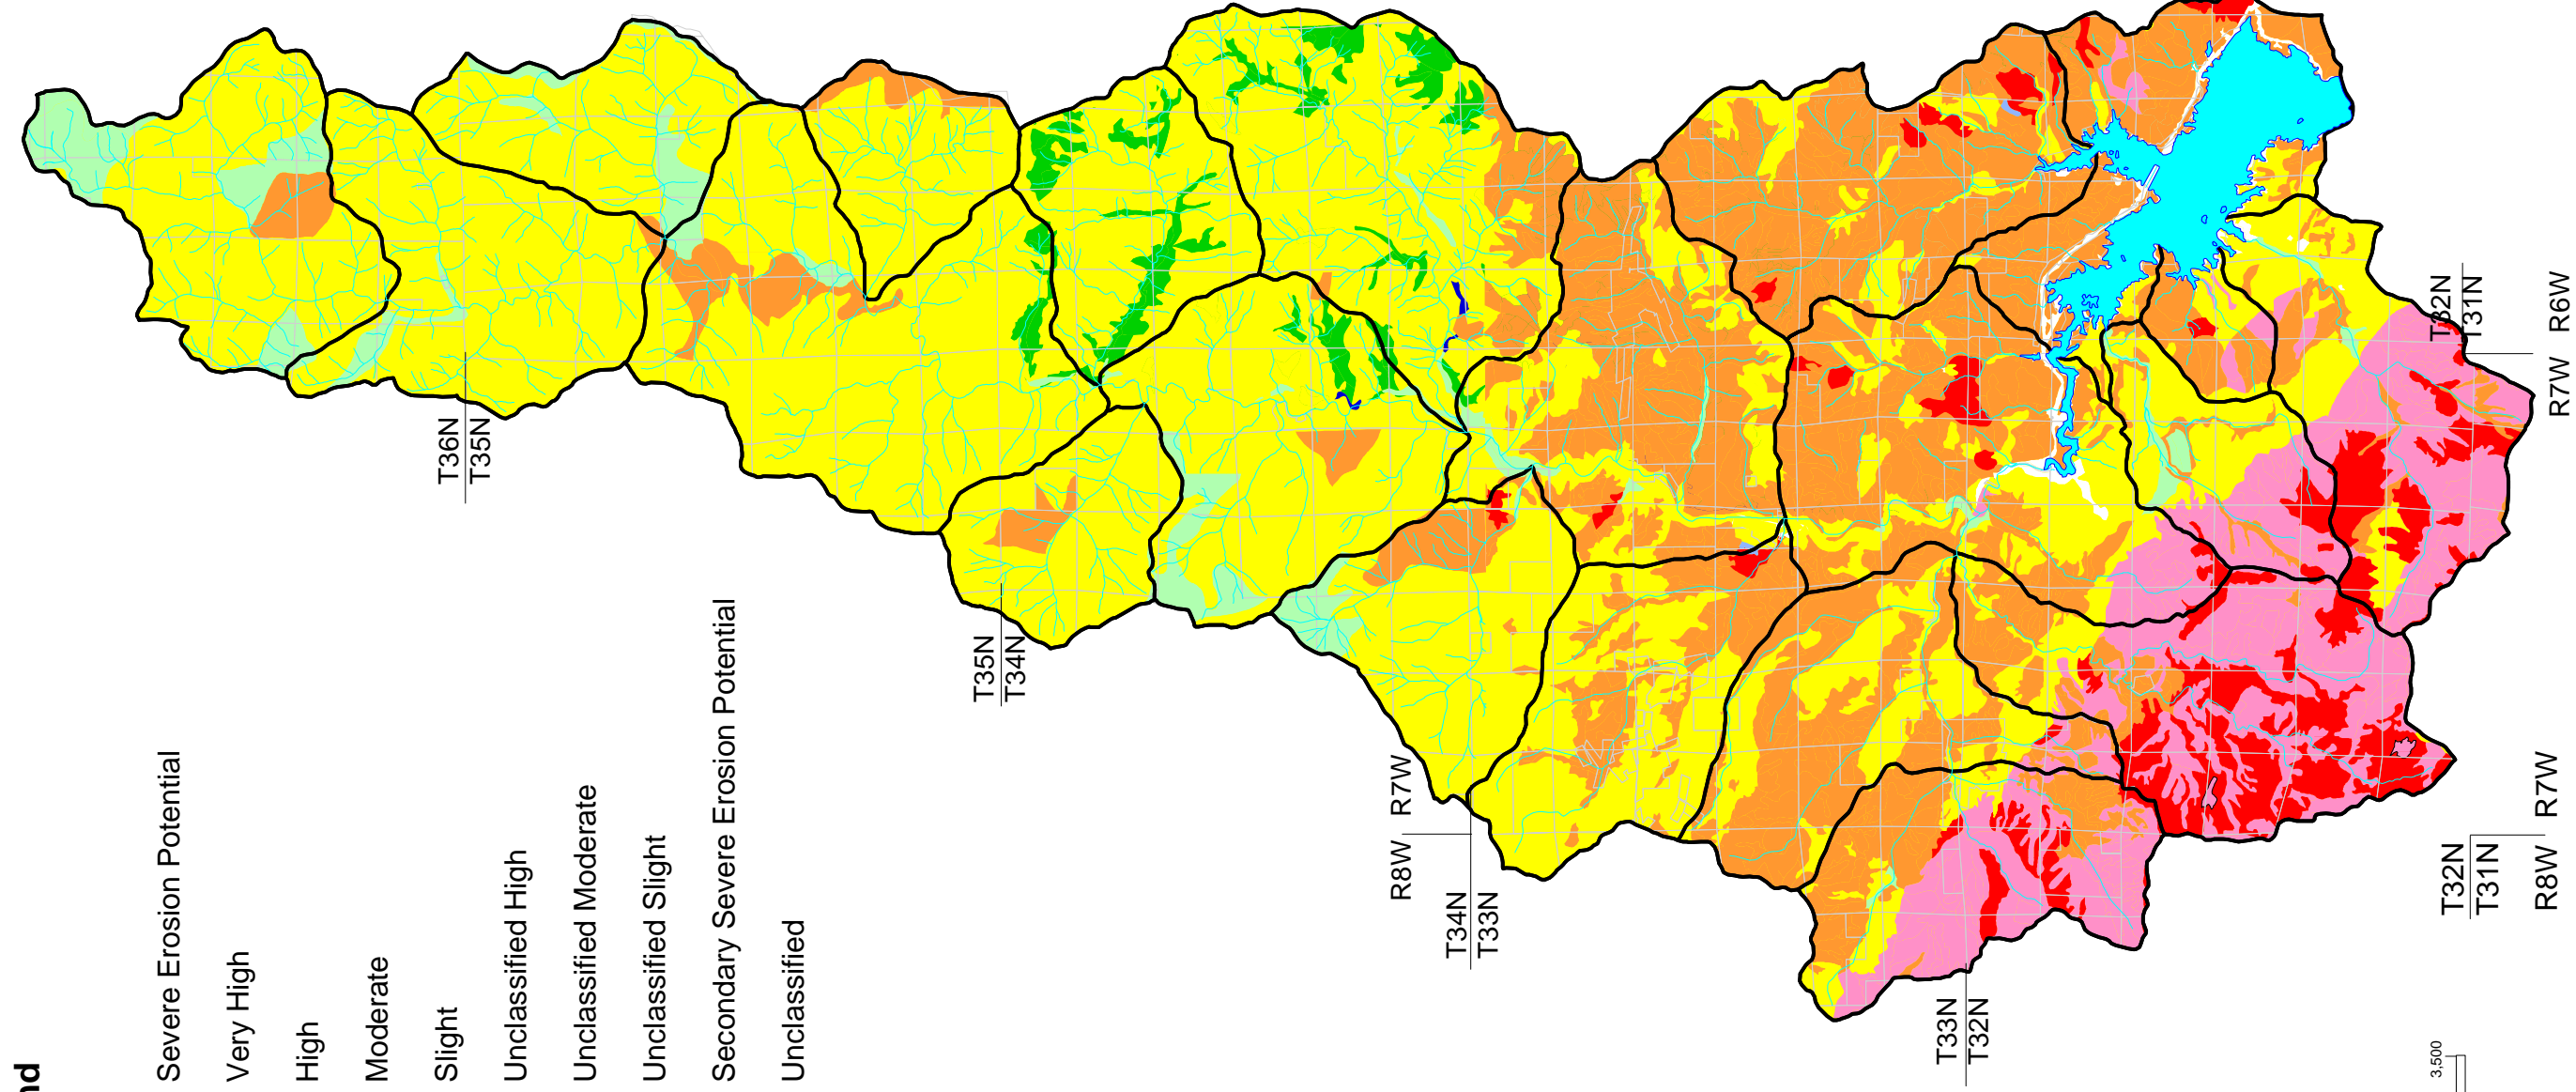 nd
Severe Erosion Potential
Very High
High
Moderate
Slight
Unclassified High
Unclassified Moderate
Unclassified Slight
Secondary Severe Erosion Potential
Unclassified
T36N
T35N
T35N
T34N
R8W R7W
T34N
T33N
T33N
T32N
T32N
T31N
R7W R6W
T32N
T31N
R8W R7W
3,500